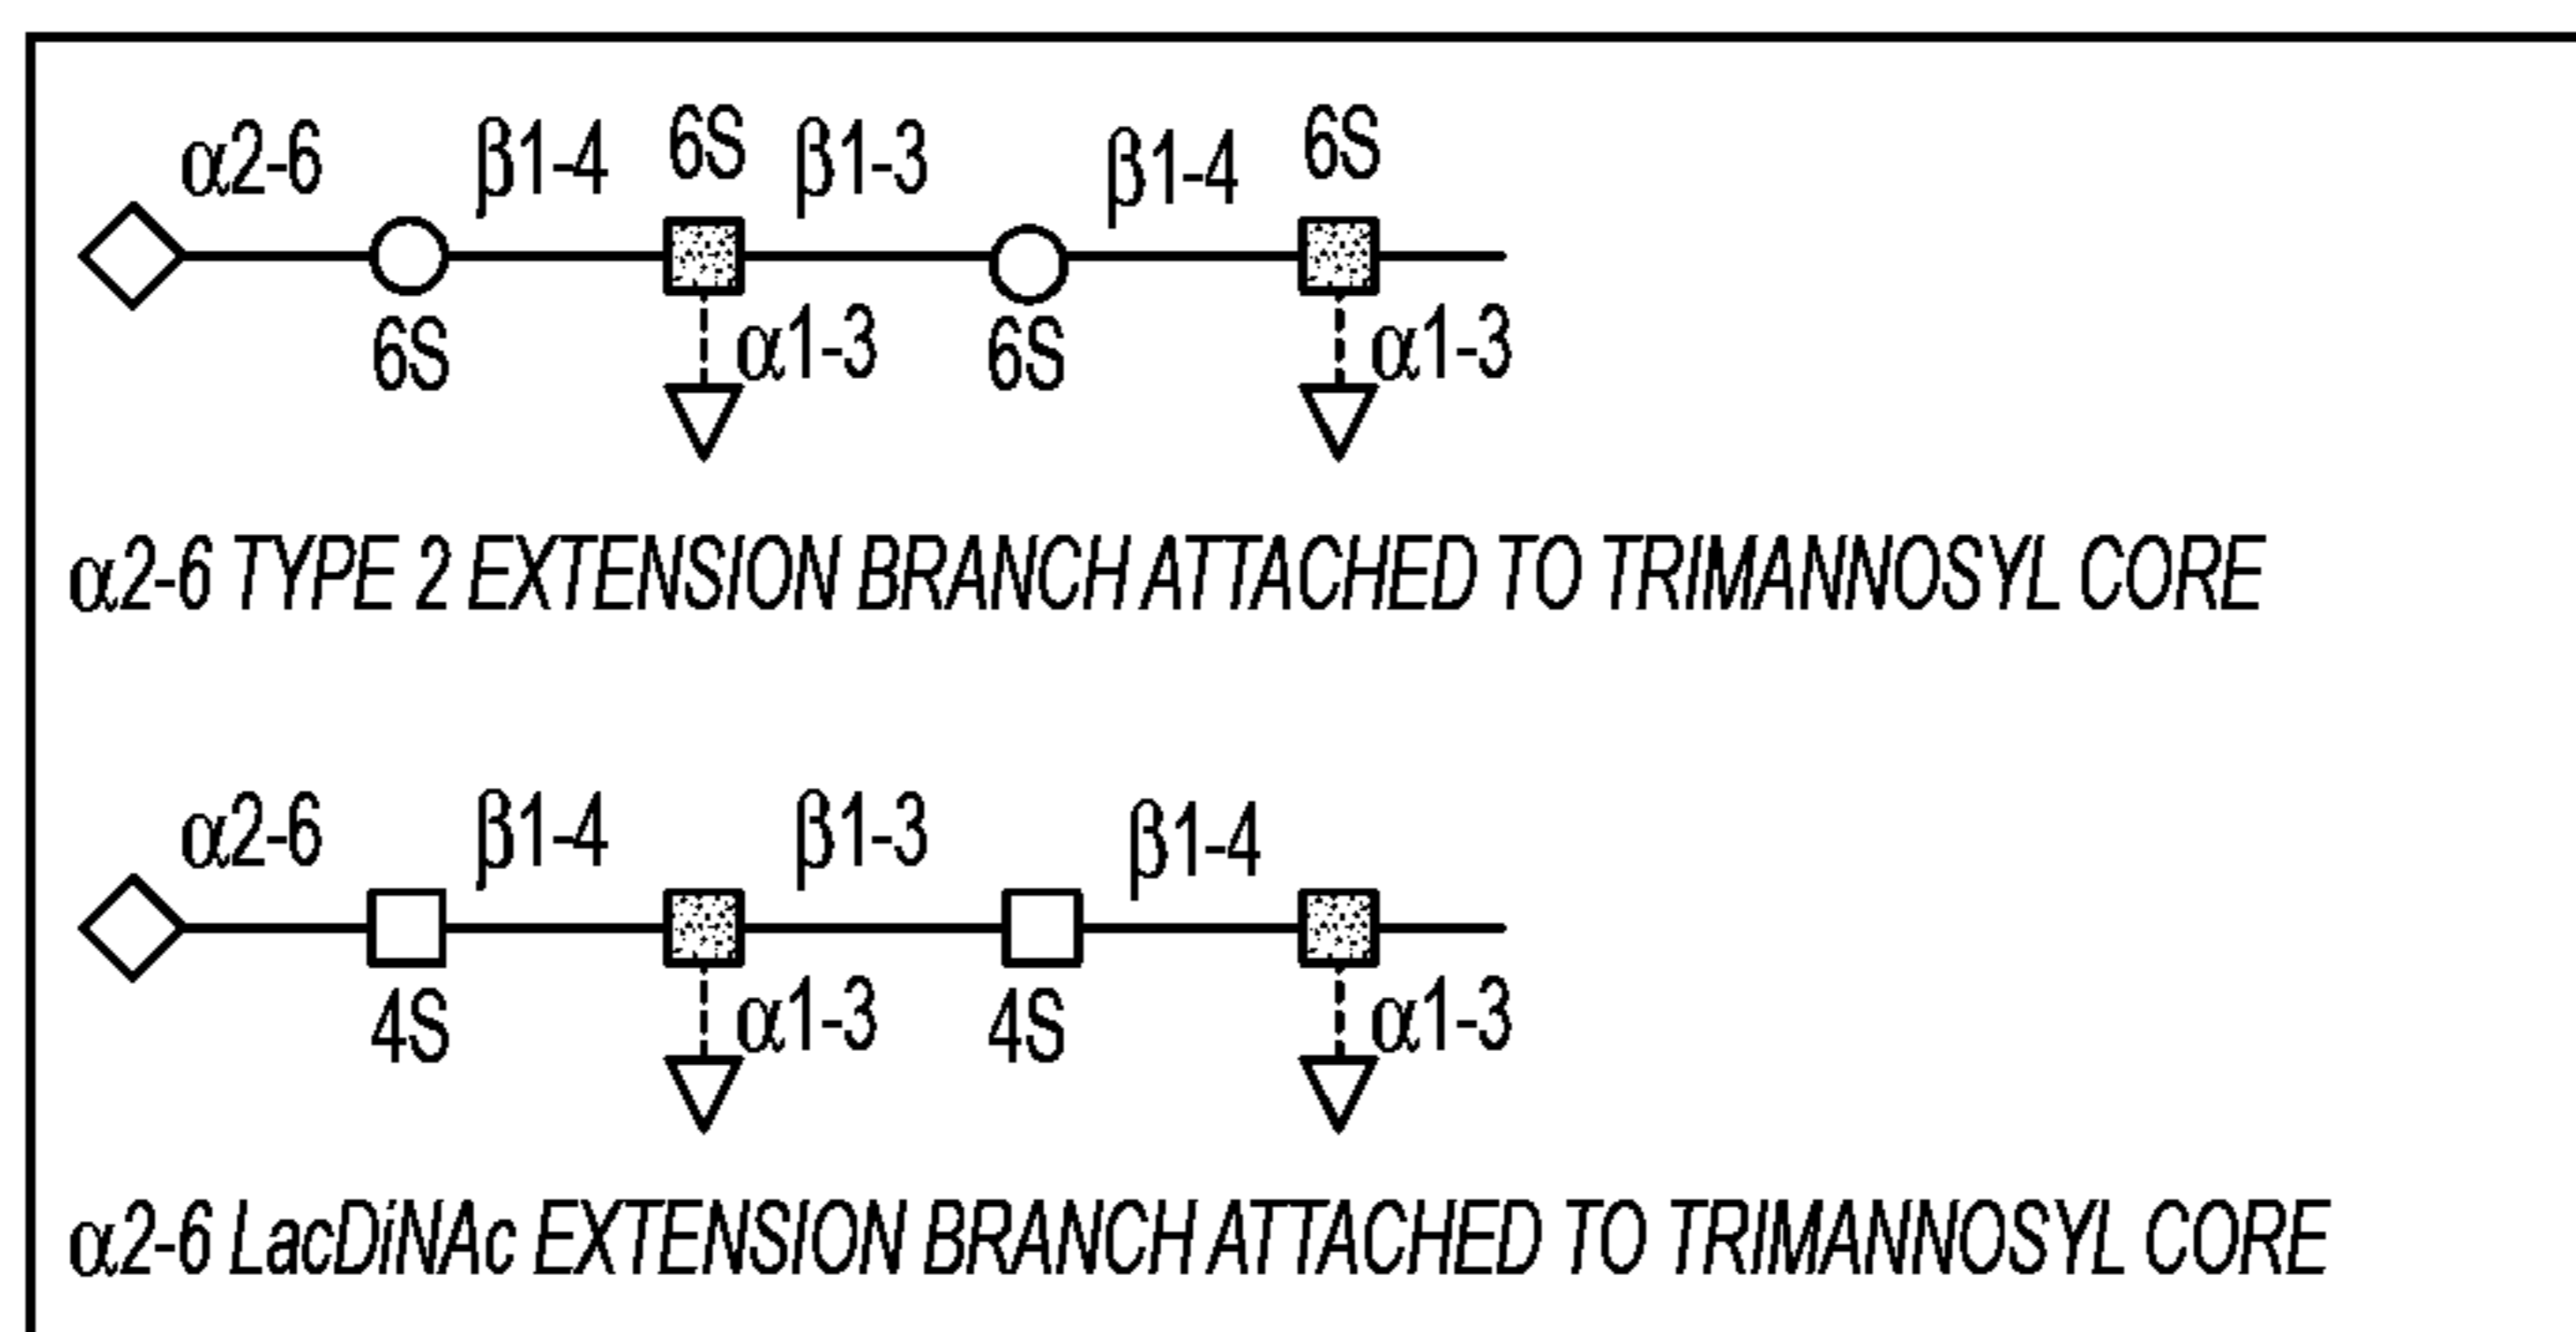 α2-6 β1-4 6S β1-3 β1-4 6S
6S α1-3 6S α1-3
α2-6 TYPE 2 EXTENSION BRANCH ATTACHED TO TRIMANNOSYL CORE
α2-6 β1-4 β1-3 β1-4
4S α1-3 4S α1-3
α2-6 LacDiNAc EXTENSION BRANCH ATTACHED TO TRIMANNOSYL CORE